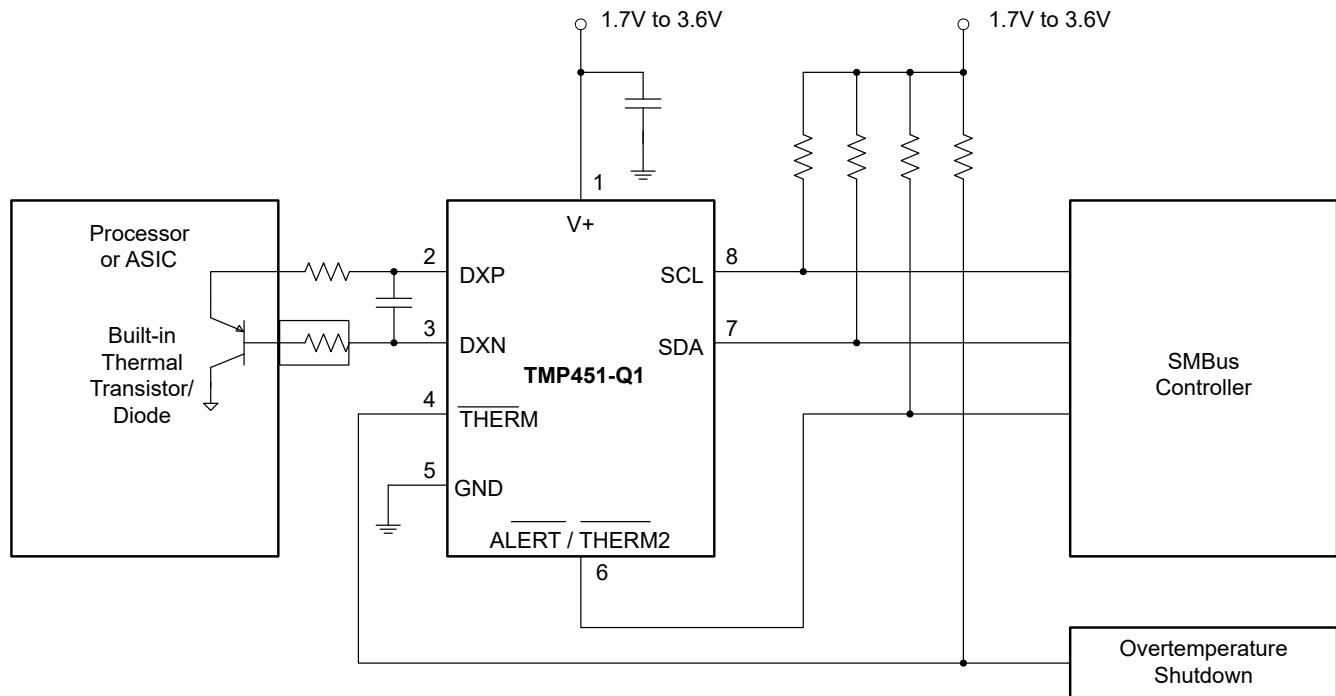 1.7V to 3.6V
1.7V to 3.6V
1
V+
Processor
or ASIC
2
DXP
SCL
8
Built-in
Thermal
Transistor/
Diode
3
DXN
SDA
7
TMP451-Q1
SMBus
Controller
4
THERM
5
GND
ALERT / THERM2
6
Overtemperature
Shutdown